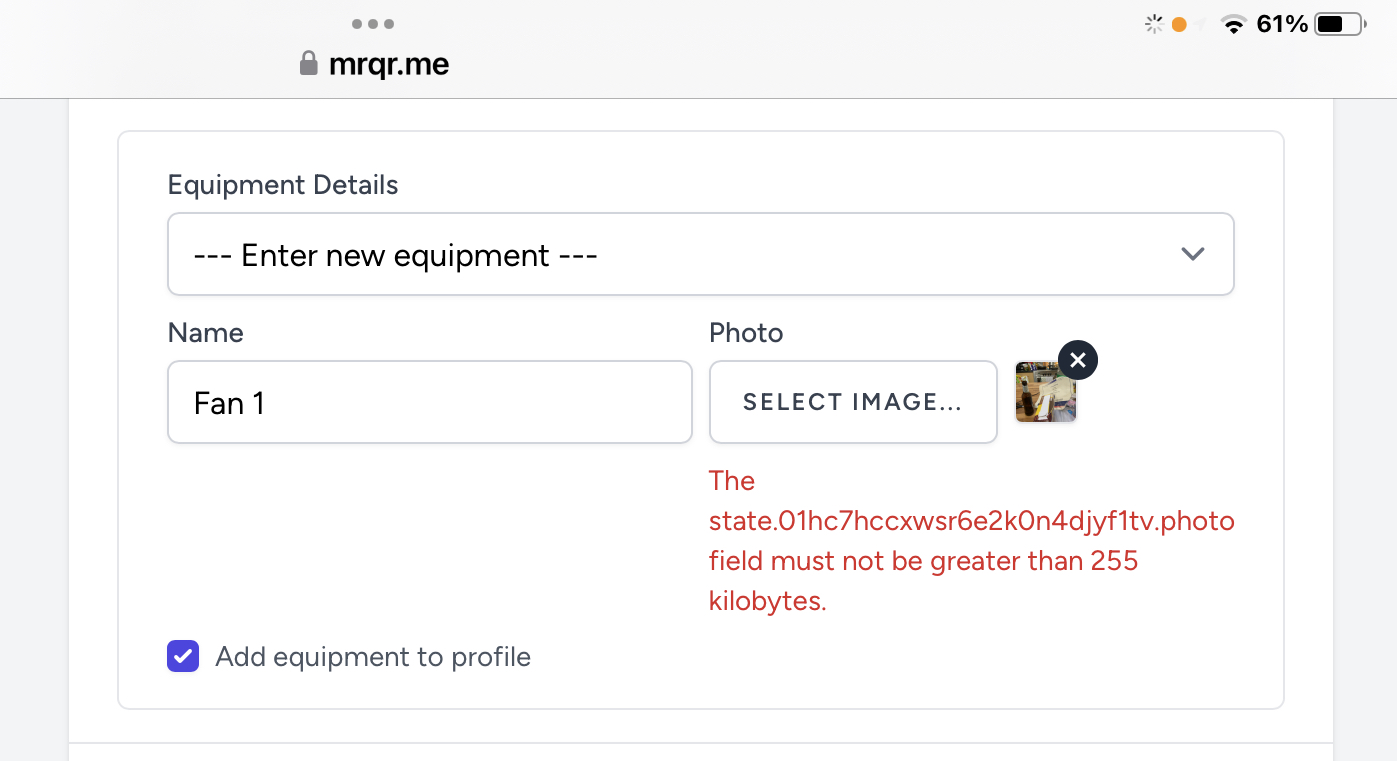 61%
mrqr.me
Equipment Details
--- Enter new equipment ---
Name
Photo
Fan 1
SELECT IMAGE...
The
state.01hc7hccxwsr6e2k0n4djyf1tv.photo
field must not be greater than 255
kilobytes.
Add equipment to profile